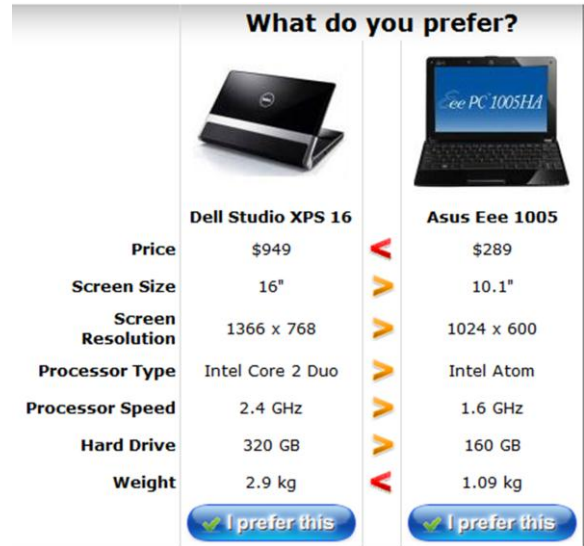 What do you prefer?
Eee PC 1005HA
Dell Studio XPS 16
Asus Eee 1005
Price $949 < $289
Screen Size 16" > 10.1"
Screen
Resolution 1366 x 768 > 1024 x 600
Processor Type Intel Core 2 Duo > Intel Atom
Processor Speed 2.4 GHz > 1.6 GHz
Hard Drive 320 GB > 160 GB
Weight 2.9 kg < 1.09 kg
I prefer this I prefer this